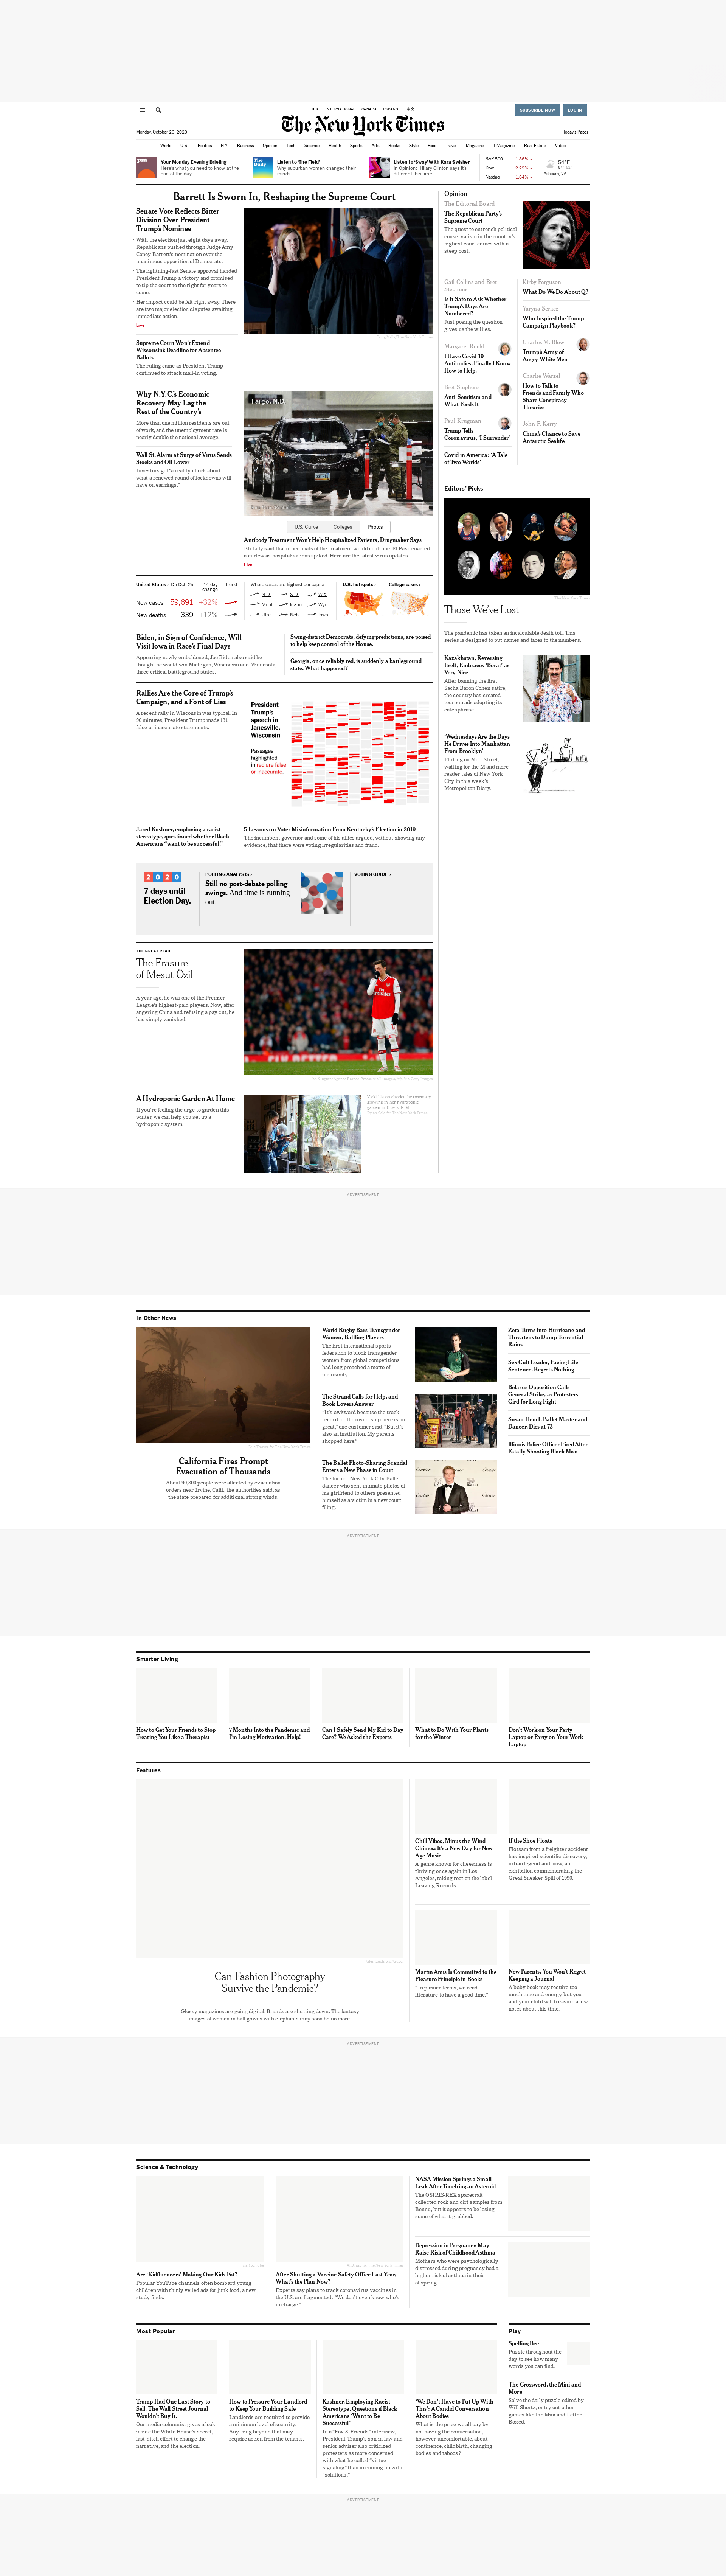 U.S.
INTERNATIONAL
CANADA
ESPAÑOL
中文
SUBSCRIBE NOW
LOG IN
The New York Times
Monday, October 26, 2020
Today's Paper
World U.S. Politics N.Y. Business Opinion Tech Science Health Sports Arts Books Style Food Travel Magazine T Magazine Real Estate Video
Your Monday Evening Briefing
Here's what you need to know at the
end of the day.
The Daily
Listen to 'The Field'
Why suburban women changed their
minds.
Listen to 'Sway' With Kara Swisher
In Opinion: Hillary Clinton says it's
different this time.
S&P 500 -1.86% ↓
Dow -2.29% ↓
Nasdaq -1.64% ↓
54°F
Ashburn, VA
Barrett Is Sworn In, Reshaping the Supreme Court
Senate Vote Reflects Bitter
Division Over President
Trump's Nominee
• With the election just eight days away,
Republicans pushed through Judge Amy
Coney Barrett's nomination over the
unanimous opposition of Democrats.
• The lightning-fast Senate approval handed
President Trump a victory and promised
to tip the court to the right for years to
come.
• Her impact could be felt right away. There
are two major election disputes awaiting
immediate action.
Live
Supreme Court Won't Extend
Wisconsin's Deadline for Absentee
Ballots
The ruling came as President Trump
continued to attack mail-in voting.
Why N.Y.C.'s Economic
Recovery May Lag the
Rest of the Country's
More than one million residents are out
of work, and the unemployment rate is
nearly double the national average.
Wall St. Alarm at Surge of Virus Sends
Stocks and Oil Lower
Investors got "a reality check about
what a renewed round of lockdowns will
have on earnings."
Fargo, N.D.
U.S. Curve
Colleges
Photos
Antibody Treatment Won't Help Hospitalized Patients, Drugmaker Says
Eli Lilly said that other trials of the treatment would continue. El Paso enacted
a curfew as hospitalizations spiked. Here are the latest virus updates.
Live
United States › On Oct. 25 14-day
change Trend
New cases 59,691 +32%
New deaths 339 +12%
Where cases are highest per capita
N.D. S.D. Wis.
Mont. Idaho Wyo.
Utah Neb. Iowa
U.S. hot spots ›
College cases ›
Biden, in Sign of Confidence, Will
Visit Iowa in Race's Final Days
Appearing newly emboldened, Joe Biden also said he
thought he would win Michigan, Wisconsin and Minnesota,
three critical battleground states.
Swing-district Democrats, defying predictions, are poised
to help keep control of the House.
Georgia, once reliably red, is suddenly a battleground
state. What happened?
Rallies Are the Core of Trump's
Campaign, and a Font of Lies
A recent rally in Wisconsin was typical. In
90 minutes, President Trump made 131
false or inaccurate statements.
President
Trump's
speech in
Janesville,
Wisconsin
Passages
highlighted
in red are false
or inaccurate.
Jared Kushner, employing a racist
stereotype, questioned whether Black
Americans "want to be successful."
5 Lessons on Voter Misinformation From Kentucky's Election in 2019
The incumbent governor and some of his allies argued, without showing any
evidence, that there were voting irregularities and fraud.
2020
7 days until
Election Day.
POLLING ANALYSIS ›
Still no post-debate polling
swings. And time is running
out.
VOTING GUIDE ›
THE GREAT READ
The Erasure
of Mesut Özil
A year ago, he was one of the Premier
League's highest-paid players. Now, after
angering China and refusing a pay cut, he
has simply vanished.
A Hydroponic Garden At Home
If you're feeling the urge to garden this
winter, we can help you set up a
hydroponic system.
Opinion
The Editorial Board
The Republican Party's
Supreme Court
The quest to entrench political
conservatism in the country's
highest court comes with a
steep cost.
Gail Collins and Bret
Stephens
Is It Safe to Ask Whether
Trump's Days Are
Numbered?
Just posing the question
gives us the willies.
Margaret Renkl
I Have Covid-19
Antibodies. Finally I Know
How to Help.
Bret Stephens
Anti-Semitism and
What Feeds It
Paul Krugman
Trump Tells
Coronavirus, 'I Surrender'
Covid in America: 'A Tale
of Two Worlds'
Kirby Ferguson
What Do We Do About Q?
Yaryna Serkez
Who Inspired the Trump
Campaign Playbook?
Charles M. Blow
Trump's Army of
Angry White Men
Charlie Warzel
How to Talk to
Friends and Family Who
Share Conspiracy
Theories
John F. Kerry
China's Chance to Save
Antarctic Sealife
Editors' Picks
Those We've Lost
The pandemic has taken an incalculable death toll. This
series is designed to put names and faces to the numbers.
Kazakhstan, Reversing
Itself, Embraces 'Borat' as
Very Nice
After banning the first
Sacha Baron Cohen satire,
the country has created
tourism ads adopting its
catchphrase.
'Wednesdays Are the Days
He Drives Into Manhattan
From Brooklyn'
Flirting on Mott Street,
waiting for the M and more
reader tales of New York
City in this week's
Metropolitan Diary.
ADVERTISEMENT
In Other News
California Fires Prompt
Evacuation of Thousands
About 90,800 people were affected by evacuation
orders near Irvine, Calif., the authorities said, as
the state prepared for additional strong winds.
World Rugby Bars Transgender
Women, Baffling Players
The first international sports
federation to block transgender
women from global competitions
had long preached a motto of
inclusivity.
The Strand Calls for Help, and
Book Lovers Answer
"It's awkward because the track
record for the ownership here is not
great," one customer said. "But it's
also an institution. My parents
shopped here."
The Ballet Photo-Sharing Scandal
Enters a New Phase in Court
The former New York City Ballet
dancer who sent intimate photos of
his girlfriend to others presented
himself as a victim in a new court
filing.
Cartier
Zeta Turns Into Hurricane and
Threatens to Dump Torrential
Rains
Sex Cult Leader, Facing Life
Sentence, Regrets Nothing
Belarus Opposition Calls
General Strike, as Protesters
Gird for Long Fight
Susan Hendl, Ballet Master and
Dancer, Dies at 73
Illinois Police Officer Fired After
Fatally Shooting Black Man
ADVERTISEMENT
Smarter Living
How to Get Your Friends to Stop
Treating You Like a Therapist
7 Months Into the Pandemic and
I'm Losing Motivation. Help!
Can I Safely Send My Kid to Day
Care? We Asked the Experts
What to Do With Your Plants
for the Winter
Don't Work on Your Party
Laptop or Party on Your Work
Laptop
Features
Can Fashion Photography
Survive the Pandemic?
Glossy magazines are going digital. Brands are shutting down. The fantasy
images of women in ball gowns with elephants may soon be no more.
Chill Vibes, Minus the Wind
Chimes: It's a New Day for New
Age Music
A genre known for cheesiness is
thriving once again in Los
Angeles, taking root on the label
Leaving Records.
If the Shoe Floats
Flotsam from a freighter accident
has inspired scientific discovery,
urban legend and, now, an
exhibition commemorating the
Great Sneaker Spill of 1990.
Martin Amis Is Committed to the
Pleasure Principle in Books
"In plainer terms, we read
literature to have a good time."
New Parents, You Won't Regret
Keeping a Journal
A baby book may require too
much time and energy, but you
and your child will treasure a few
notes about this time.
ADVERTISEMENT
Science & Technology
Are 'Kidfluencers' Making Our Kids Fat?
Popular YouTube channels often bombard young
children with thinly veiled ads for junk food, a new
study finds.
After Shutting a Vaccine Safety Office Last Year,
What's the Plan Now?
Experts say plans to track coronavirus vaccines in
the U.S. are fragmented: "We don't even know who's
in charge."
NASA Mission Springs a Small
Leak After Touching an Asteroid
The OSIRIS-REX spacecraft
collected rock and dirt samples from
Bennu, but it appears to be losing
some of what it grabbed.
Depression in Pregnancy May
Raise Risk of Childhood Asthma
Mothers who were psychologically
distressed during pregnancy had a
higher risk of asthma in their
offspring.
Most Popular
Trump Had One Last Story to
Sell. The Wall Street Journal
Wouldn't Buy It.
Our media columnist gives a look
inside the White House's secret,
last-ditch effort to change the
narrative, and the election.
How to Pressure Your Landlord
to Keep Your Building Safe
Landlords are required to provide
a minimum level of security.
Anything beyond that may
require action from the tenants.
Kushner, Employing Racist
Stereotype, Questions if Black
Americans 'Want to Be
Successful'
In a "Fox & Friends" interview,
President Trump's son-in-law and
senior adviser also criticized
protesters as more concerned
with what he called "virtue
signaling" than in coming up with
"solutions."
'We Don't Have to Put Up With
This': A Candid Conversation
About Bodies
What is the price we all pay by
not having the conversation,
however uncomfortable, about
continence, childbirth, changing
bodies and taboos?
Play
Spelling Bee
Puzzle throughout the
day to see how many
words you can find.
The Crossword, the Mini and
More
Solve the daily puzzle edited by
Will Shortz, or try out other
games like the Mini and Letter
Boxed.
ADVERTISEMENT